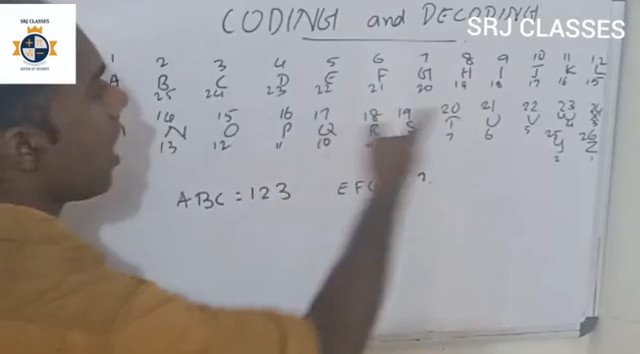 SRJ CLASSES
CODING and DECODING
SRJ CLASSES
1 2 3 4 5 6 7 8 9 10 11 12
A B C D E F G H I J K L
25 24 23 22 21 20 19 18 17 16 15
14 15 16 17 18 19 20 21 22 23 24
N O P Q R S T U V W X
13 12 11 10 7 6 5 4 3
25 26
Y Z
2 1
ABC = 123 EFG ?